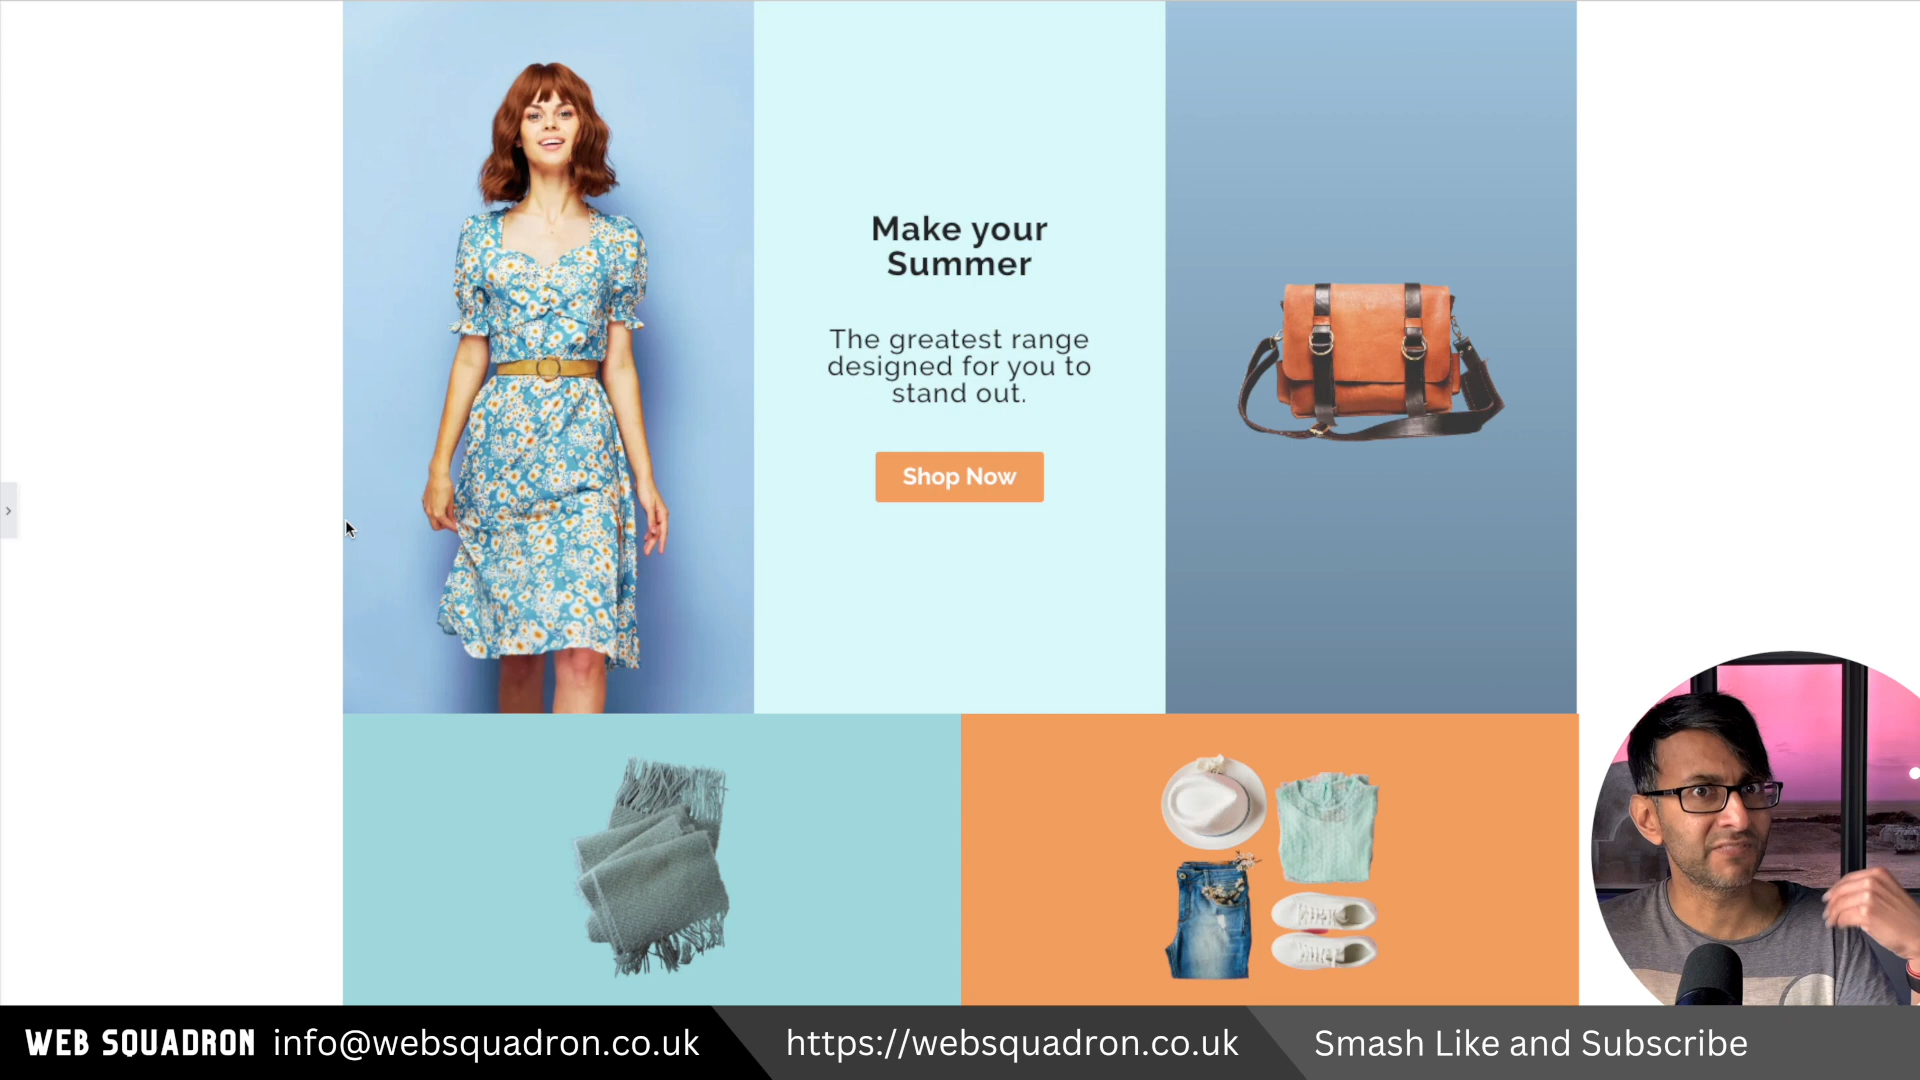 Make your
Summer
The greatest range
designed for you to
stand out.
Shop Now
WEB SQUADRON info@websquadron.co.uk https://websquadron.co.uk Smash Like and Subscribe